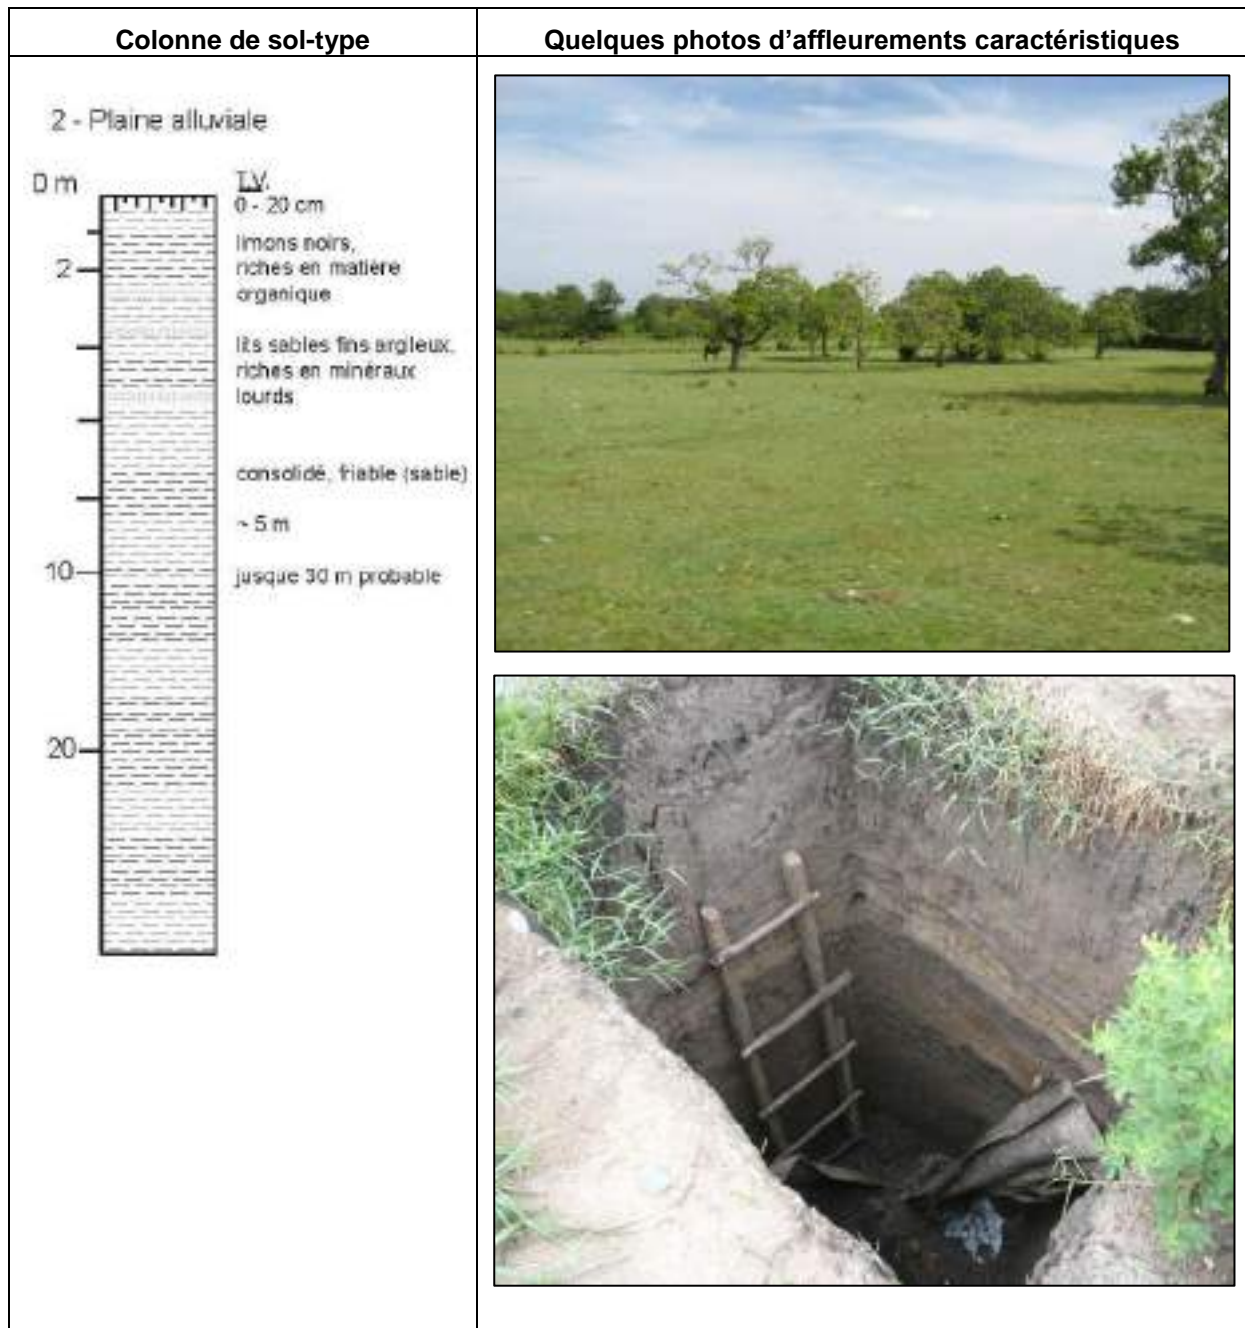 Colonne de sol-type
Quelques photos d'affleurements caractéristiques
2 - Plaine alluviale
0 m
T.V.
0 - 20 cm
limons noirs,
riches en matière
organique
2
lits sables fins argileux,
riches en minéraux
lourds
consolidé, friable (sable)
~ 5 m
10
jusque 30 m probable
20